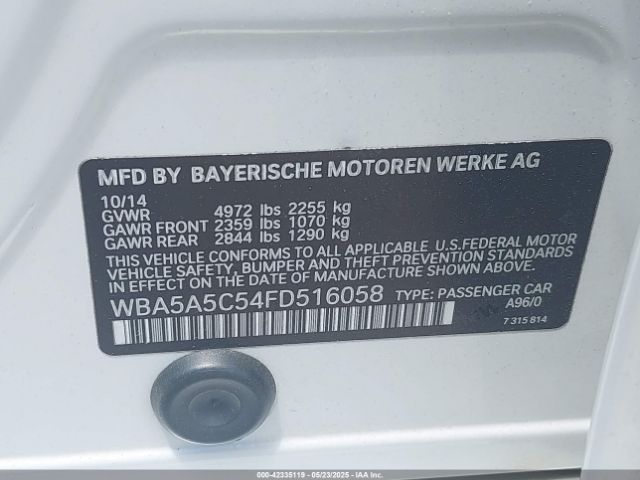 MFD BY BAYERISCHE MOTOREN WERKE AG
10/14
GVWR 4972 lbs 2255 kg
GAWR FRONT 2359 lbs 1070 kg
GAWR REAR 2844 lbs 1290 kg
THIS VEHICLE CONFORMS TO ALL APPLICABLE U.S.FEDERAL MOTOR
VEHICLE SAFETY, BUMPER AND THEFT PREVENTION STANDARDS
IN EFFECT ON THE DATE OF MANUFACTURE SHOWN ABOVE.
WBA5A5C54FD516058 TYPE: PASSENGER CAR
A96/0
7 315 814
00-42335119 - 05/23/2025 - IAAI.COM